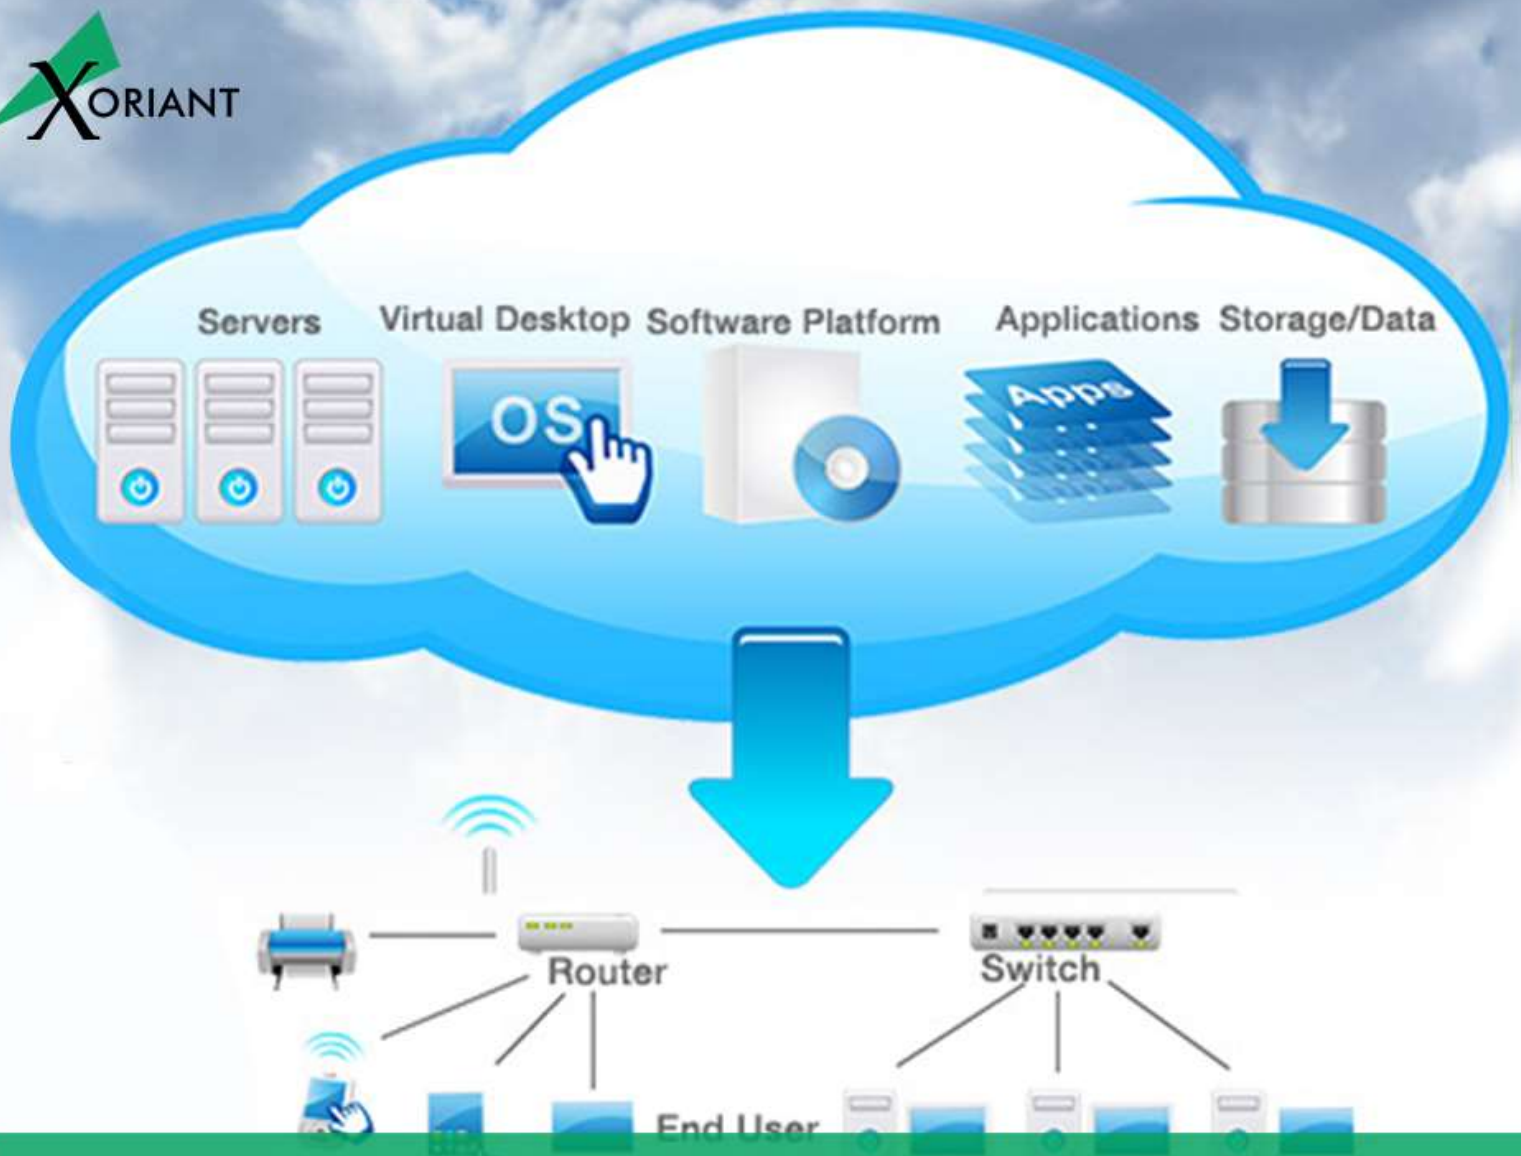 XORIANT
Servers
Virtual Desktop
Software Platform
Applications
Storage/Data
OS
Apps
Router
Switch
End User